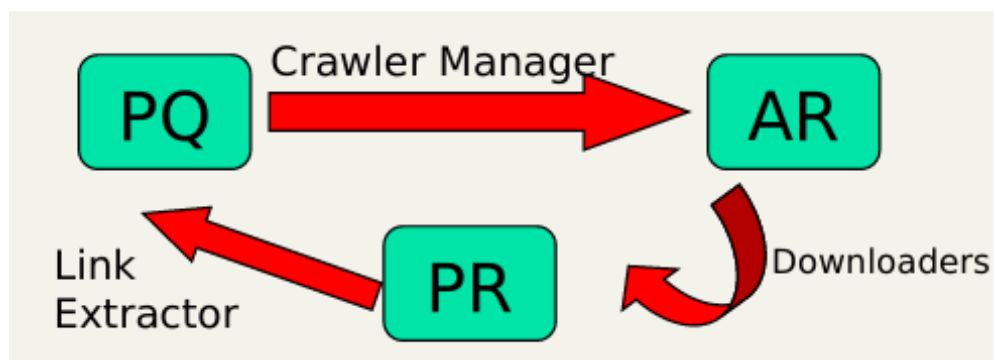 Crawler Manager
PQ
AR
Downloaders
Link
Extractor
PR